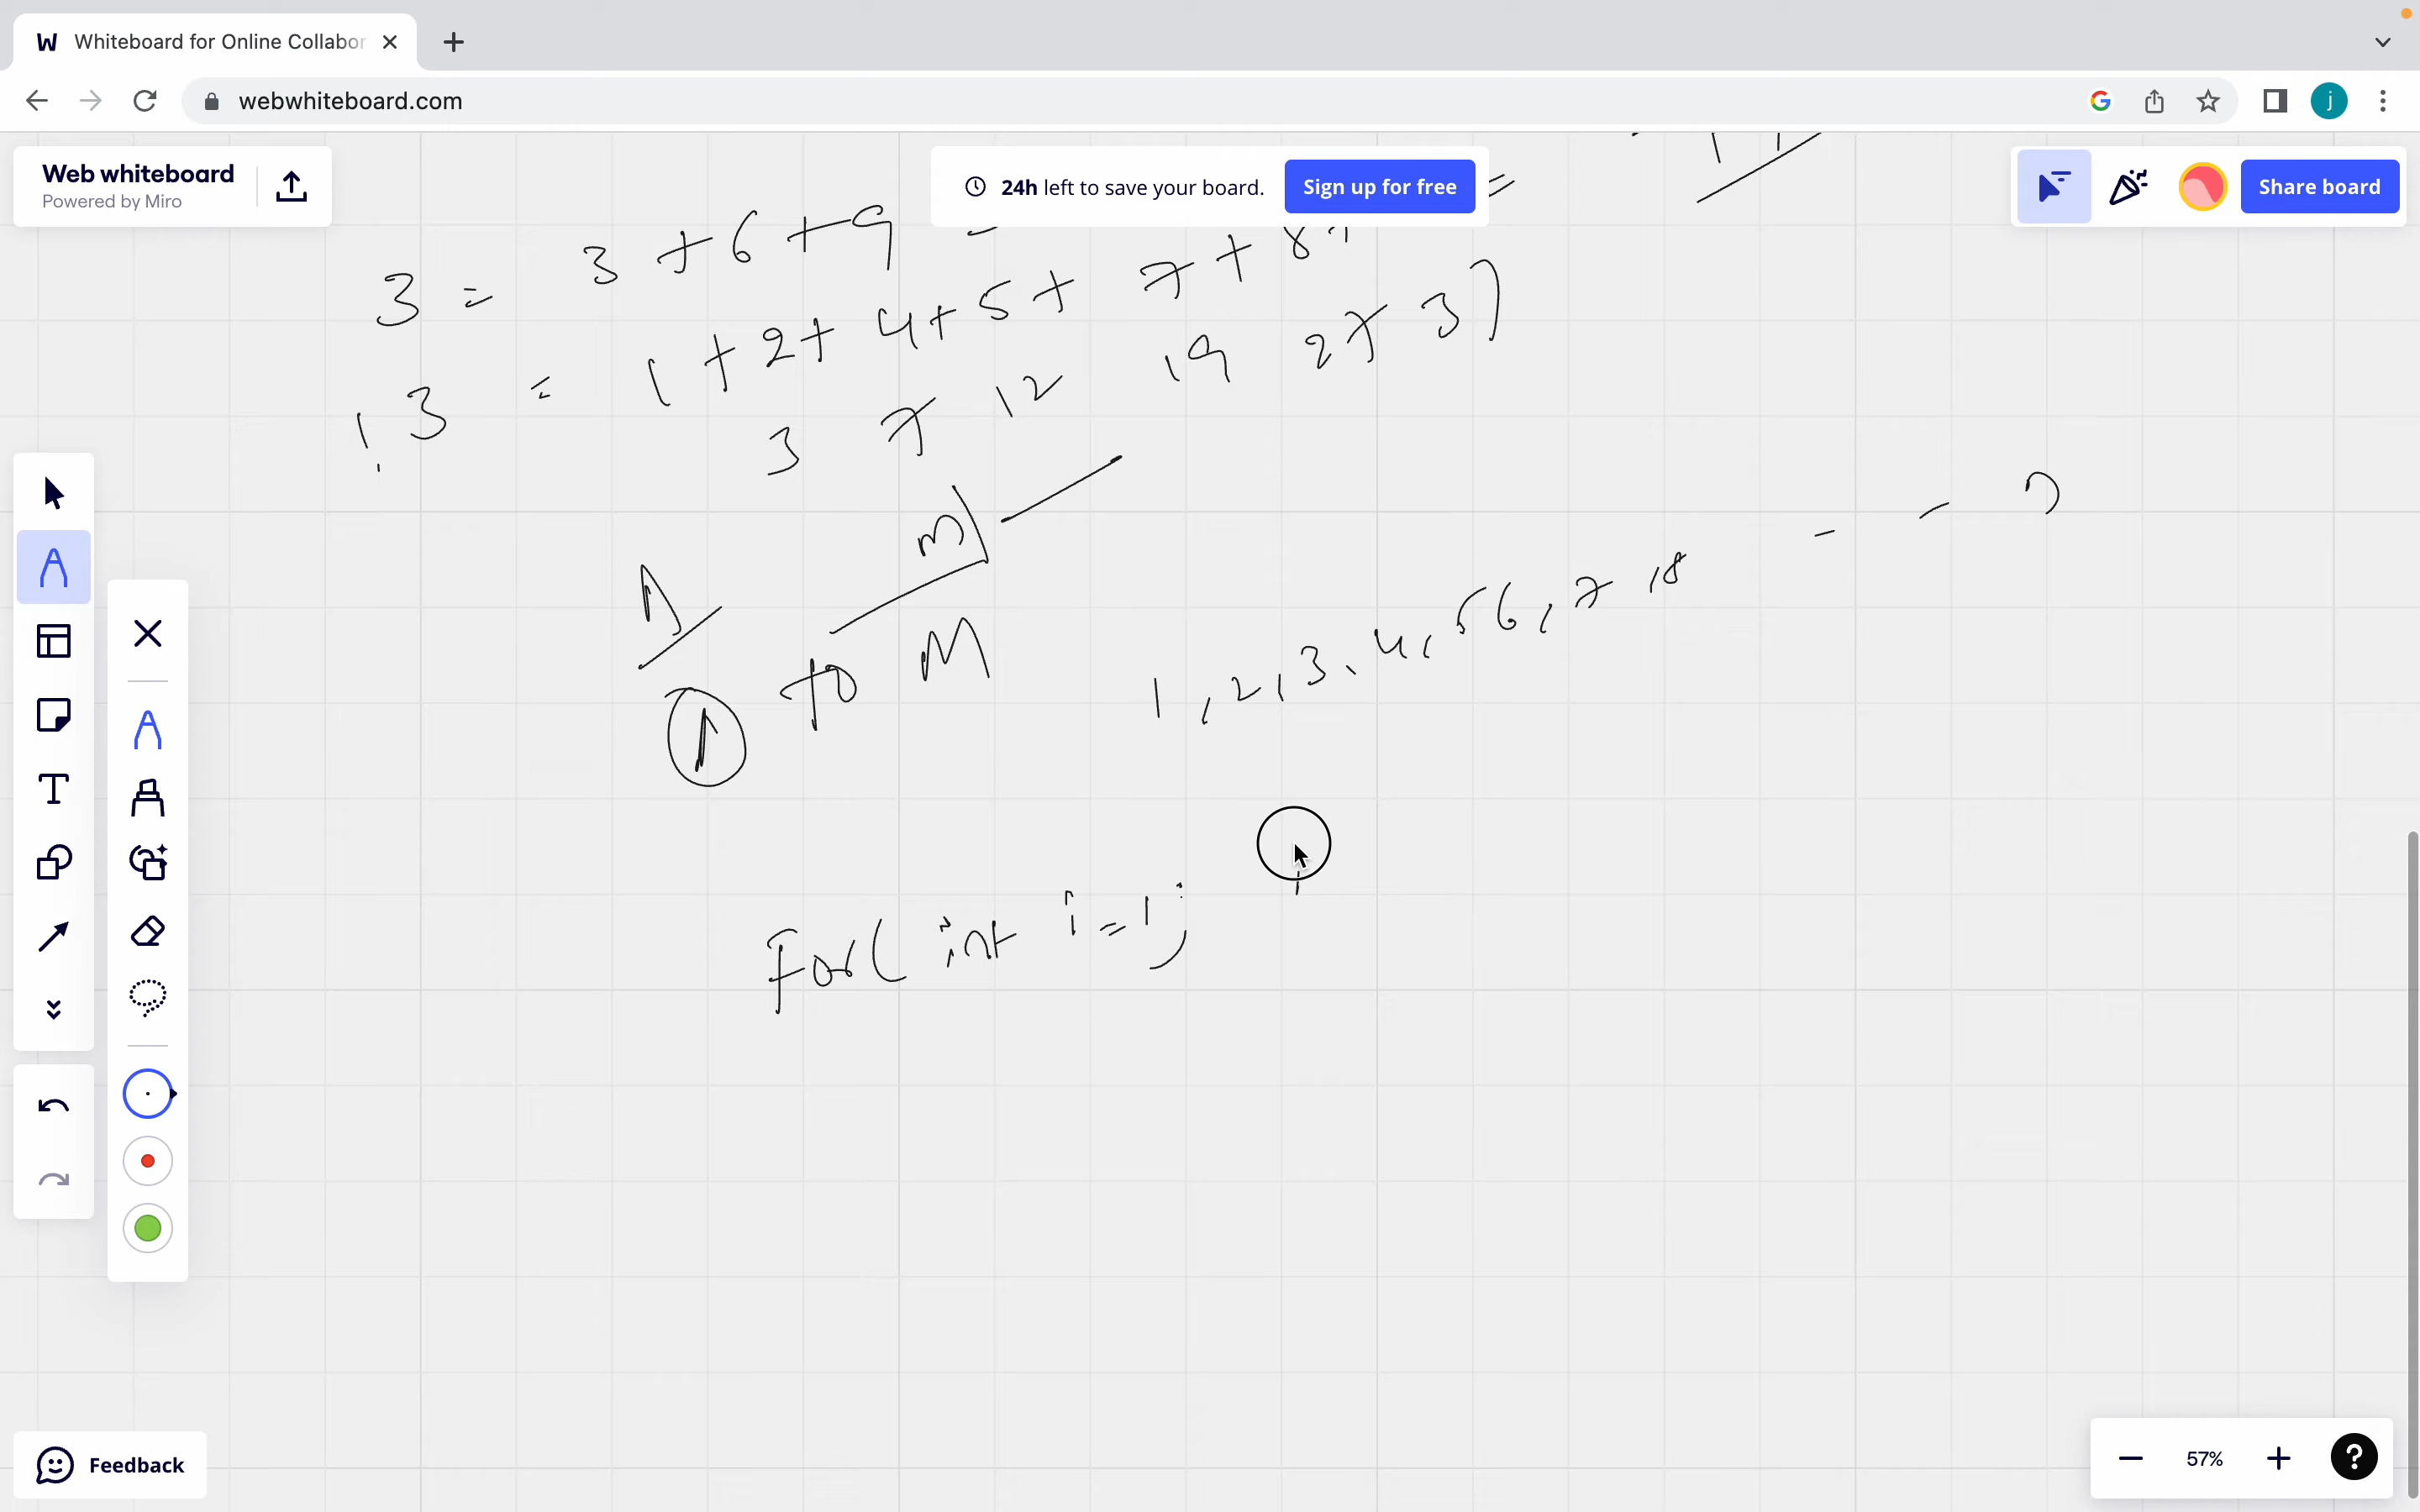 Whiteboard for Online Collabor
webwhiteboard.com
j
Web whiteboard
Powered by Miro
24h left to save your board.
Sign up for free
Share board
=
3 = 3 + 6 + 9
! 3 = 1 + 2 + 4 + 5 + 7 + 8
3 7 12 19 27
n m
1 to M
1, 2, 3, 4, 5 6, 7, 8 - -
for( int i = 1;
Feedback
57%